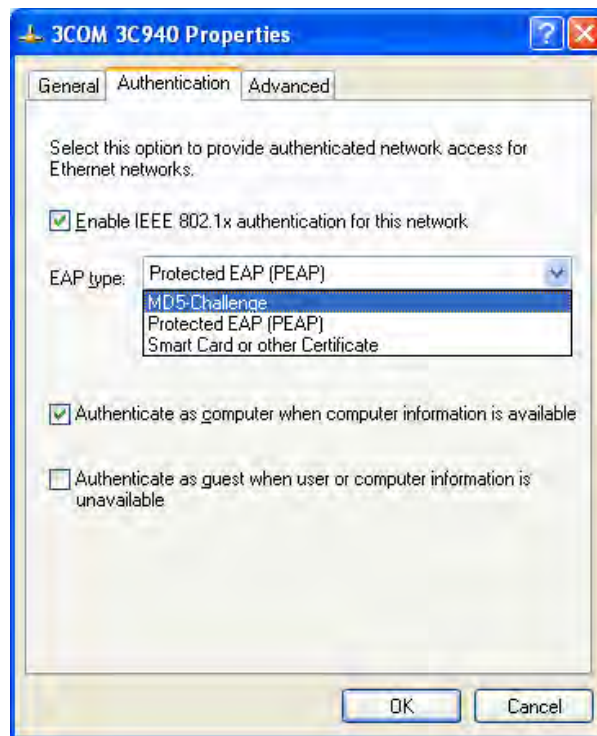 3COM 3C940 Properties
General Authentication Advanced
Select this option to provide authenticated network access for
Ethernet networks.
Enable IEEE 802.1x authentication for this network
EAP type: Protected EAP (PEAP)
MD5-Challenge
Protected EAP (PEAP)
Smart Card or other Certificate
Authenticate as computer when computer information is available
Authenticate as guest when user or computer information is
unavailable
OK Cancel